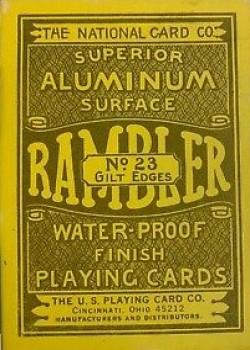 THE NATIONAL CARD CO.
SUPERIOR
ALUMINUM
SURFACE
RAMBLER
No 23
GILT EDGES
WATER-PROOF
FINISH
PLAYING CARDS
THE U.S. PLAYING CARD CO.
CINCINNATI, OHIO 45212
MANUFACTURERS AND DISTRIBUTORS.